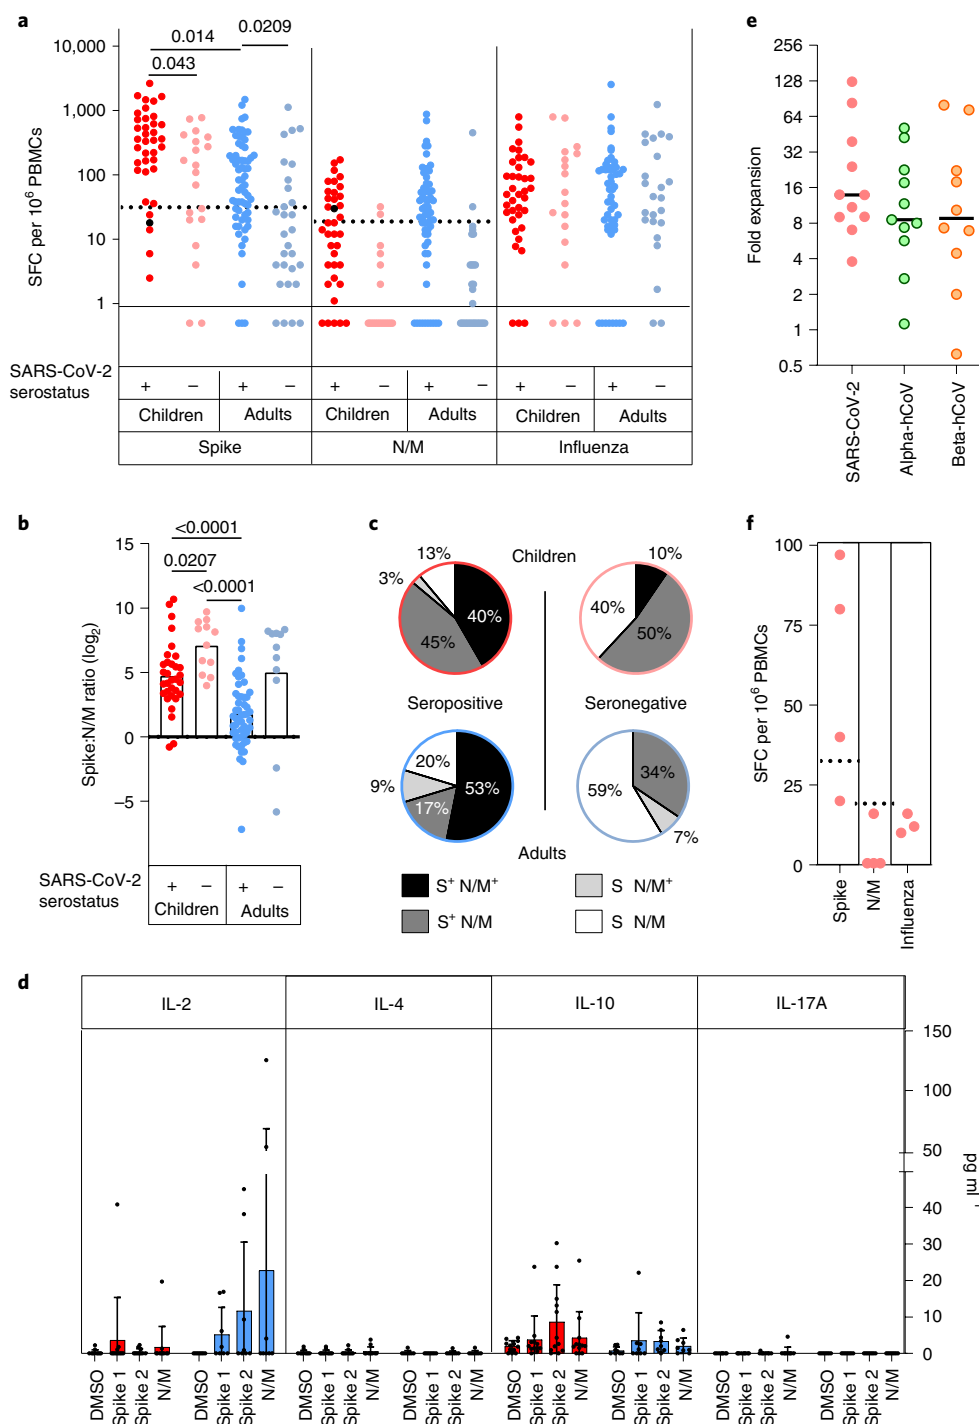 a
0.0209
10,000
0.014
0.043
1,000
100
10
1
SFC per 10⁶ PBMCs
SARS-CoV-2
serostatus
+ − + − + − + − + − + −
Children Adults Children Adults Children Adults
Spike N/M Influenza
e
256
128
64
32
16
8
4
2
1
0.5
Fold expansion
SARS-CoV-2
Alpha-hCoV
Beta-hCoV
b
<0.0001
0.0207
<0.0001
15
10
5
0
−5
Spike:N/M ratio (log₂)
SARS-CoV-2
serostatus
+ − + −
Children Adults
c
Children
13%
3%
40%
45%
10%
40%
50%
Seropositive Seronegative
20%
9%
53%
17%
34%
59%
7%
Adults
S⁺ N/M⁺
S N/M⁺
S⁺ N/M
S N/M
f
100
75
50
25
0
SFC per 10⁶ PBMCs
Spike
N/M
Influenza
d
IL-2 IL-4 IL-10 IL-17A
150
100
50
40
30
20
10
0
DMSO Spike 1 Spike 2 N/M DMSO Spike 1 Spike 2 N/M
DMSO Spike 1 Spike 2 N/M DMSO Spike 1 Spike 2 N/M
DMSO Spike 1 Spike 2 N/M DMSO Spike 1 Spike 2 N/M
DMSO Spike 1 Spike 2 N/M DMSO Spike 1 Spike 2 N/M
pg ml